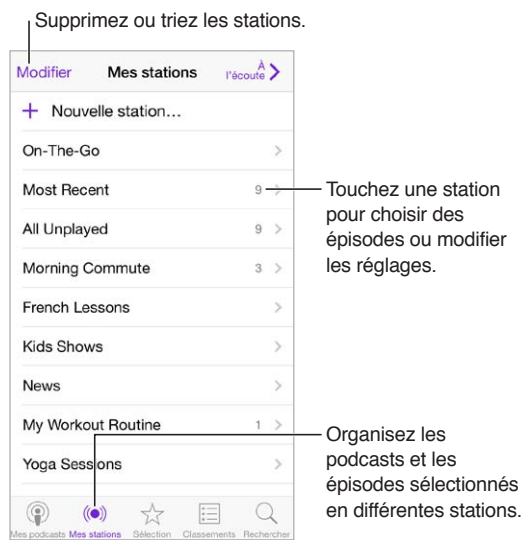 Supprimez ou triez les stations.
Modifier
Mes stations
À
l'écoute
Nouvelle station…
On-The-Go
Most Recent
9
All Unplayed
9
Morning Commute
3
French Lessons
Kids Shows
News
My Workout Routine
1
Yoga Sessions
Mes podcasts
Mes stations
Sélection
Classements
Rechercher
Touchez une station
pour choisir des
épisodes ou modifier
les réglages.
Organisez les
podcasts et les
épisodes sélectionnés
en différentes stations.